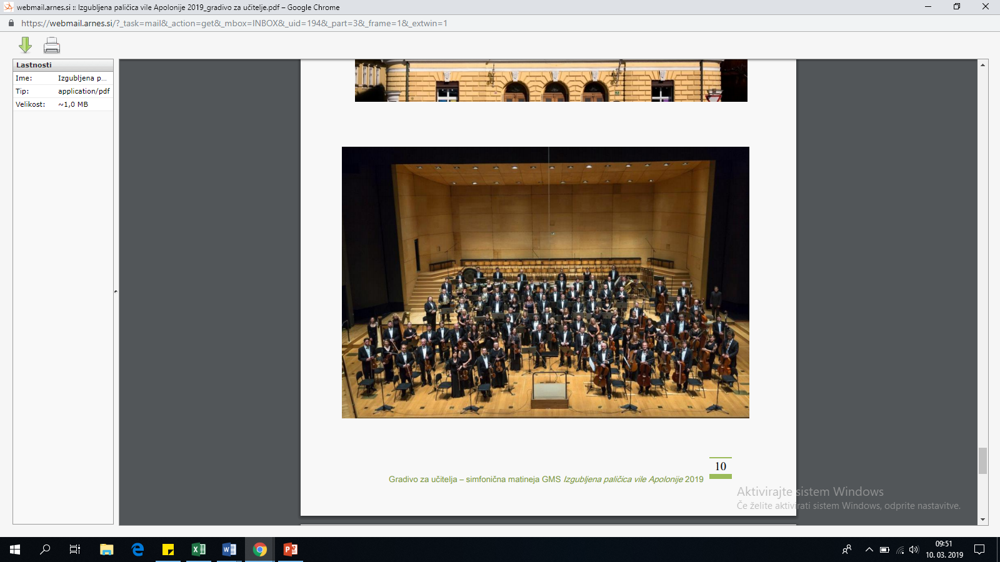 webmail.arnes.si :: Izgubljena paličica vile Apolonije 2019_gradivo za učitelje.pdf – Google Chrome
https://webmail.arnes.si/?_task=mail&_action=get&_mbox=INBOX&_uid=194&_part=3&_frame=1&_extwin=1
Lastnosti
Ime: Izgubljena p...
Tip: application/pdf
Velikost: ~1,0 MB
10
Gradivo za učitelja – simfonična matineja GMS Izgubljena paličica vile Apolonije 2019
Aktivirajte sistem Windows
Če želite aktivirati sistem Windows, odprite nastavitve.
09:51
10. 03. 2019